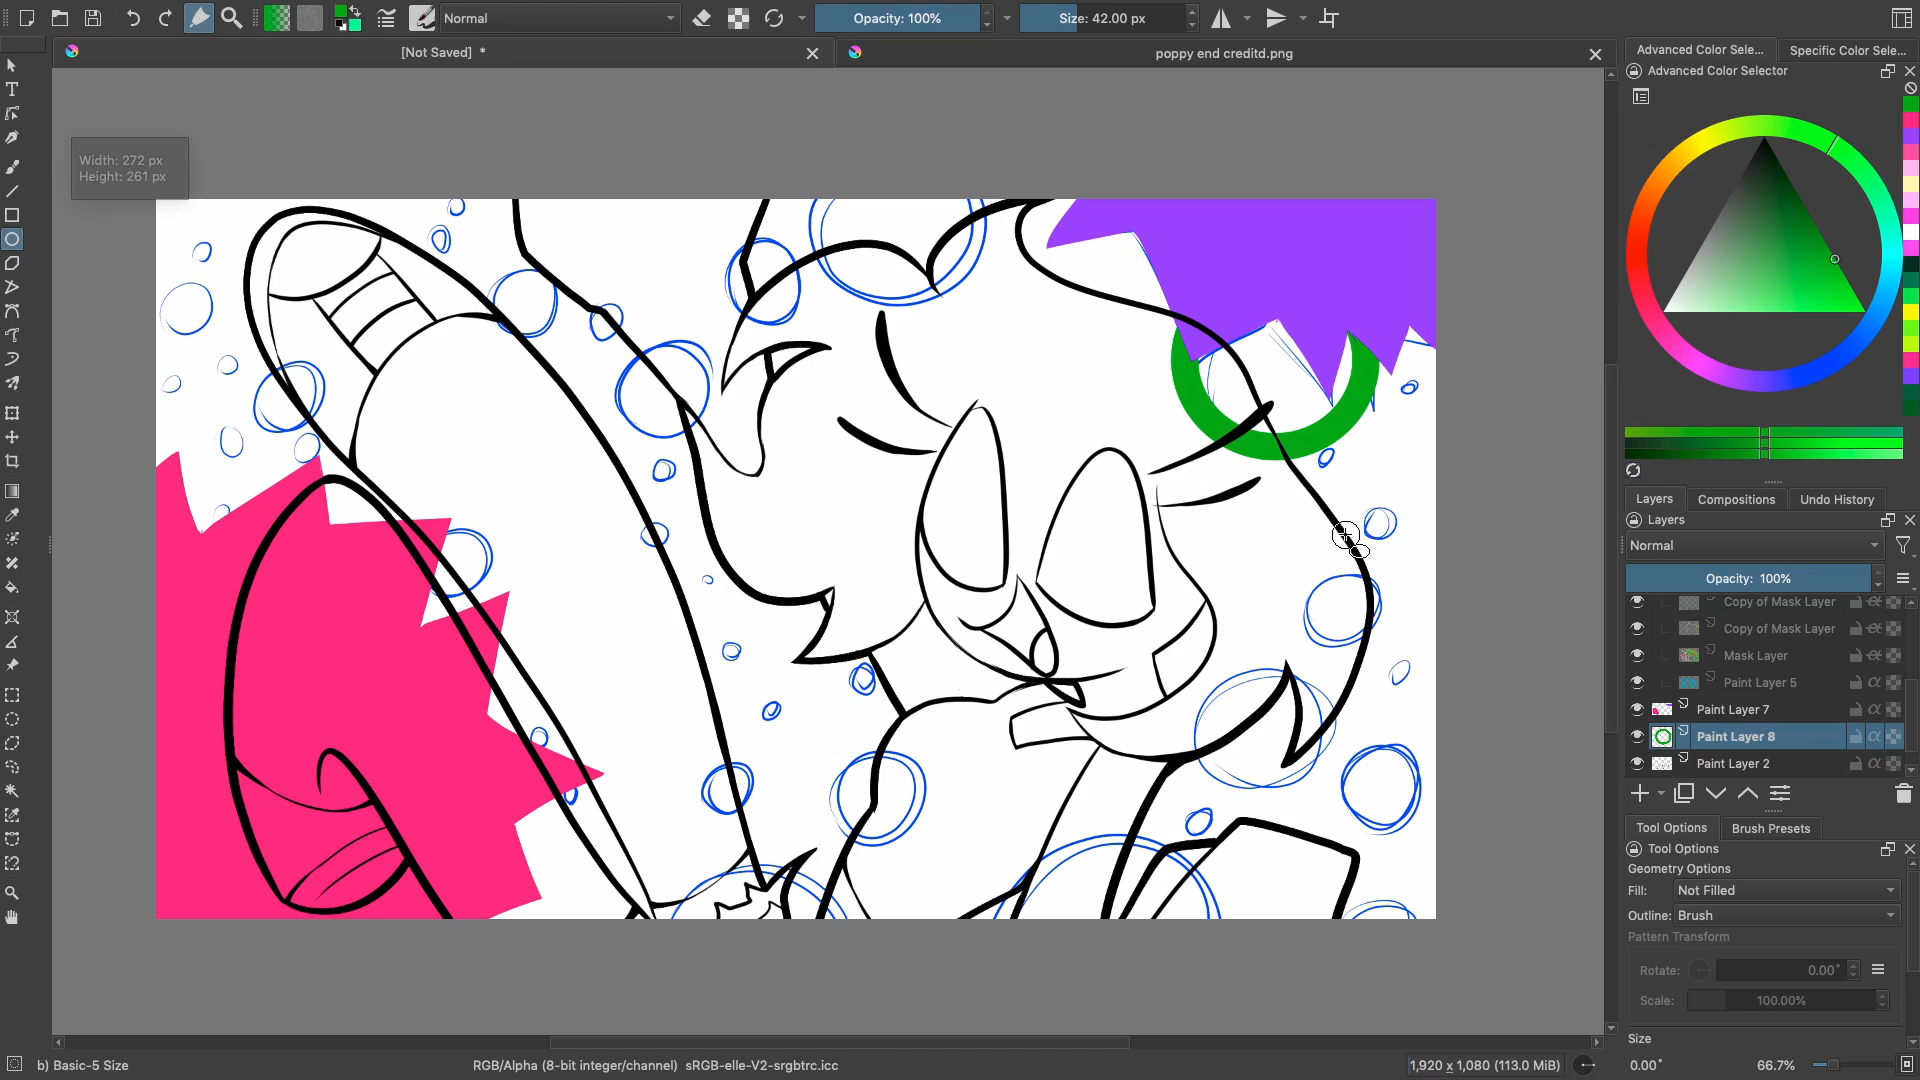 Normal
Opacity: 100%
Size: 42.00 px
[Not Saved] *
poppy end creditd.png
Advanced Color Sele...
Specific Color Sele...
Advanced Color Selector
Width: 272 px
Height: 261 px
Layers
Compositions
Undo History
Layers
Normal
Opacity: 100%
Copy of Mask Layer
Copy of Mask Layer
Mask Layer
Paint Layer 5
Paint Layer 7
Paint Layer 8
Paint Layer 2
Tool Options
Brush Presets
Tool Options
Geometry Options
Fill: Not Filled
Outline: Brush
Pattern Transform
Rotate: 0.00°
Scale: 100.00%
Size
b) Basic-5 Size
RGB/Alpha (8-bit integer/channel) sRGB-elle-V2-srgbtrc.icc
1,920 x 1,080 (113.0 MiB)
0.00°
66.7%